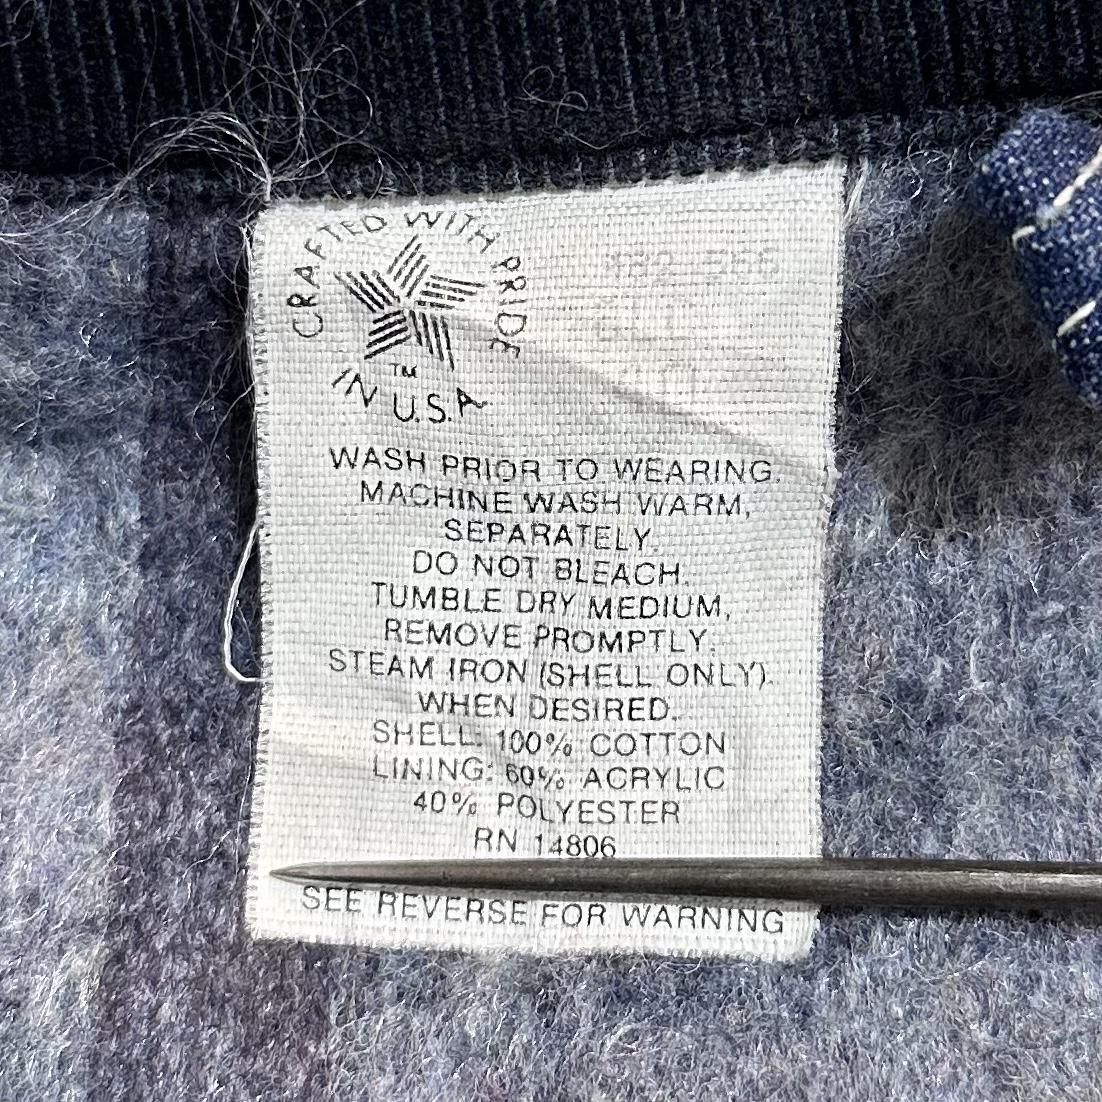 CRAFTED WITH PRIDE
TM
IN U.S.A
WASH PRIOR TO WEARING.
MACHINE WASH WARM,
SEPARATELY.
DO NOT BLEACH.
TUMBLE DRY MEDIUM,
REMOVE PROMPTLY.
STEAM IRON (SHELL ONLY).
WHEN DESIRED.
SHELL: 100% COTTON
LINING: 60% ACRYLIC
40% POLYESTER
RN 14806
SEE REVERSE FOR WARNING